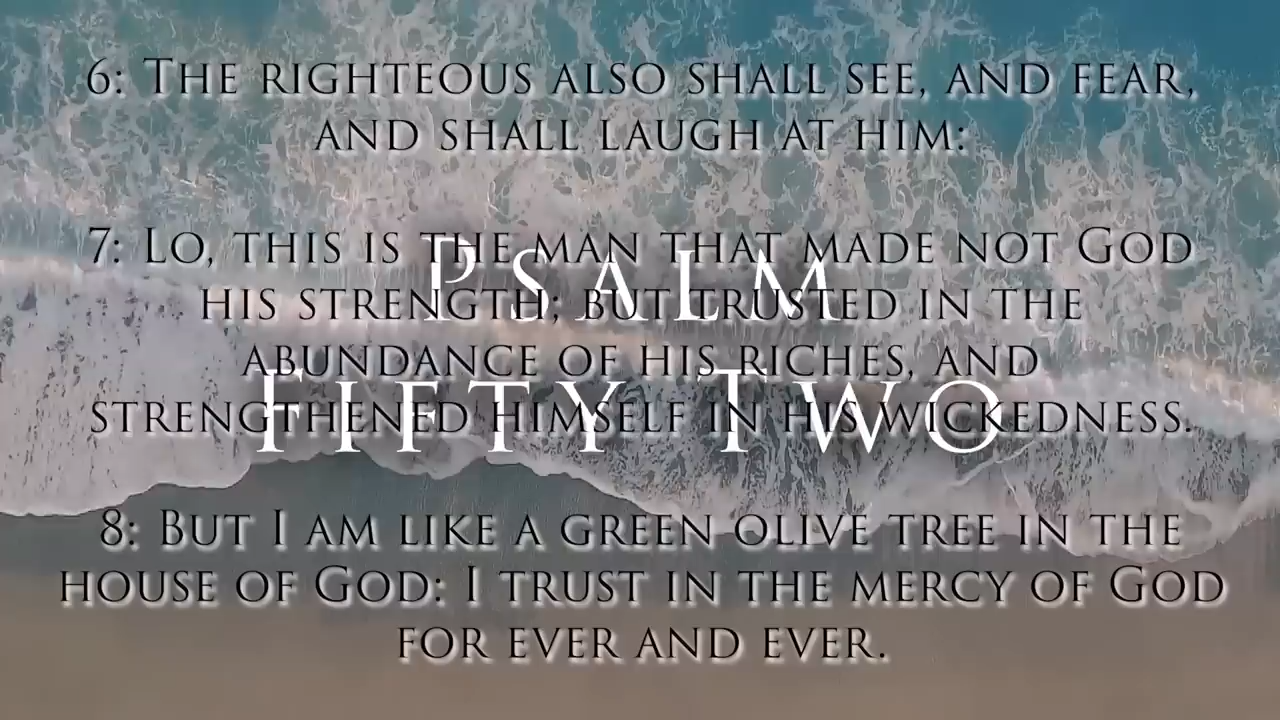 6: The righteous also shall see, and fear,
and shall laugh at him:
7: Lo, this is the man that made not God
his strength; but trusted in the
abundance of his riches, and
strengthened himself in his wickedness.
8: But I am like a green olive tree in the
house of God: I trust in the mercy of God
for ever and ever.
Psalm
Fifty Two